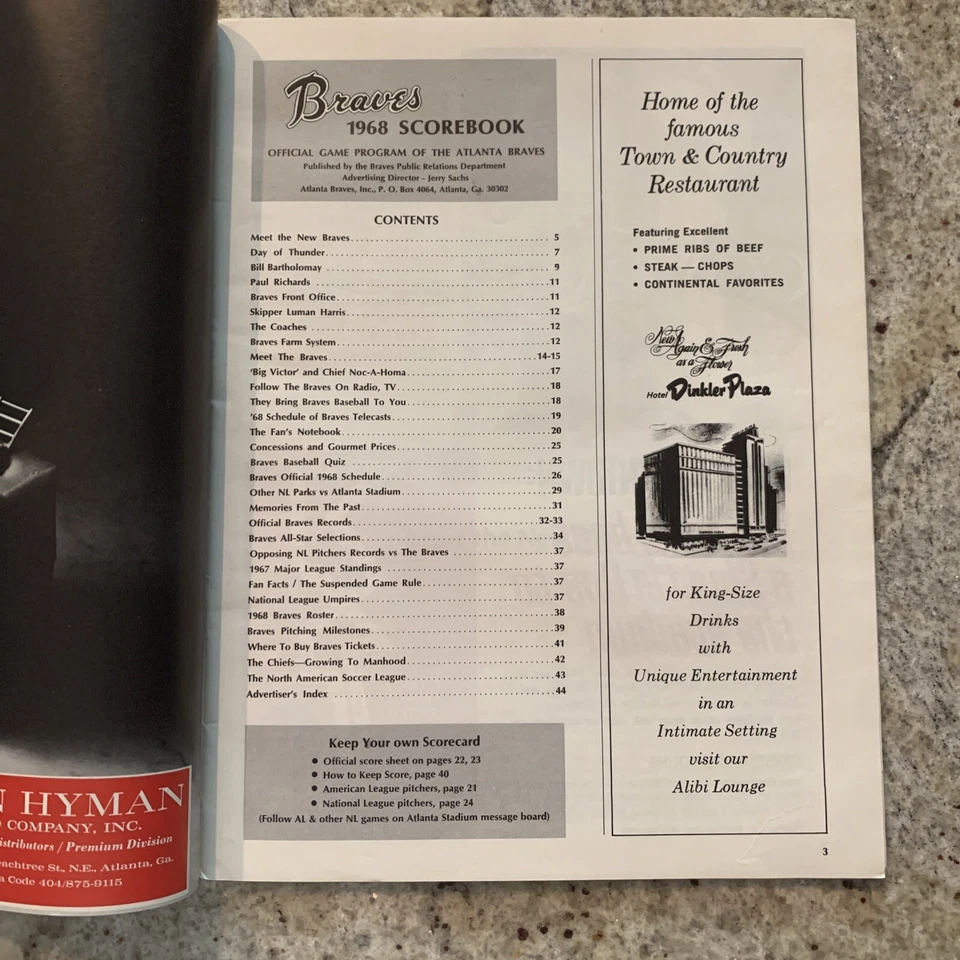 N HYMAN
COMPANY, INC.
istributors / Premium Division
achtree St., N.E., Atlanta, Ga.
a Code 404/875-9115
Braves
1968 SCOREBOOK
OFFICIAL GAME PROGRAM OF THE ATLANTA BRAVES
Published by the Braves Public Relations Department
Advertising Director - Jerry Sachs
Atlanta Braves, Inc., P. O. Box 4064, Atlanta, Ga. 30302
CONTENTS
Meet the New Braves 5
Day of Thunder 7
Bill Bartholomay 9
Paul Richards 11
Braves Front Office 11
Skipper Luman Harris 12
The Coaches 12
Braves Farm System 12
Meet The Braves 14-15
'Big Victor' and Chief Noc-A-Homa 17
Follow The Braves On Radio, TV 18
They Bring Braves Baseball To You 18
'68 Schedule of Braves Telecasts 19
The Fan's Notebook 20
Concessions and Gourmet Prices 25
Braves Baseball Quiz 25
Braves Official 1968 Schedule 26
Other NL Parks vs Atlanta Stadium 29
Memories From The Past 31
Official Braves Records 32-33
Braves All-Star Selections 34
Opposing NL Pitchers Records vs The Braves 37
1967 Major League Standings 37
Fan Facts / The Suspended Game Rule 37
National League Umpires 37
1968 Braves Roster 38
Braves Pitching Milestones 39
Where To Buy Braves Tickets 41
The Chiefs—Growing To Manhood 42
The North American Soccer League 43
Advertiser's Index 44
Keep Your own Scorecard
• Official score sheet on pages 22, 23
• How to Keep Score, page 40
• American League pitchers, page 21
• National League pitchers, page 24
(Follow AL & other NL games on Atlanta Stadium message board)
Home of the
famous
Town & Country
Restaurant
Featuring Excellent
• PRIME RIBS OF BEEF
• STEAK — CHOPS
• CONTINENTAL FAVORITES
New
Again & Fresh
as a
Flower
Hotel Dinkler Plaza
for King-Size
Drinks
with
Unique Entertainment
in an
Intimate Setting
visit our
Alibi Lounge
3